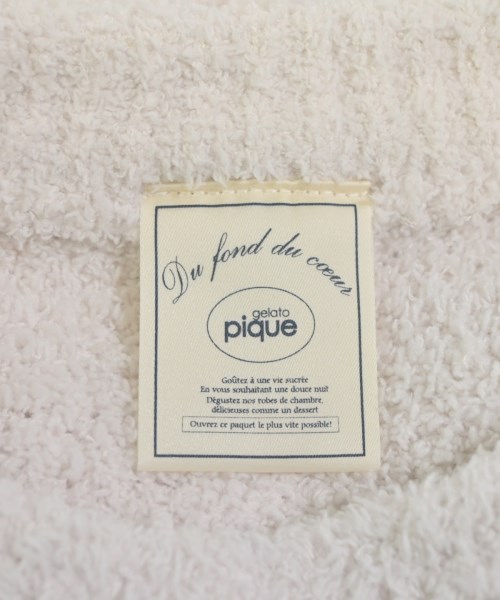 Du fond du cœur
gelato
pique
Goûtez à une vie sucrée
En vous souhaitant une douce nuit
Dégustez nos robes de chambre,
délicieuses comme un dessert
Ouvrez ce paquet le plus vite possible!